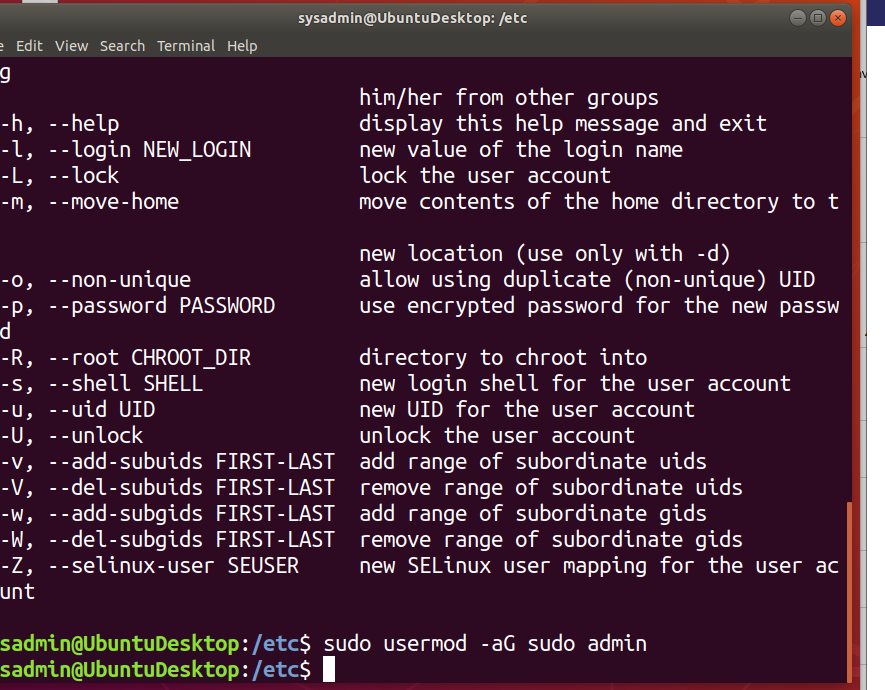 sysadmin@UbuntuDesktop: /etc
Edit View Search Terminal Help
g
him/her from other groups
-h, --help display this help message and exit
-l, --login NEW_LOGIN new value of the login name
-L, --lock lock the user account
-m, --move-home move contents of the home directory to t
new location (use only with -d)
-o, --non-unique allow using duplicate (non-unique) UID
-p, --password PASSWORD use encrypted password for the new passw
d
-R, --root CHROOT_DIR directory to chroot into
-s, --shell SHELL new login shell for the user account
-u, --uid UID new UID for the user account
-U, --unlock unlock the user account
-v, --add-subuids FIRST-LAST add range of subordinate uids
-V, --del-subuids FIRST-LAST remove range of subordinate uids
-w, --add-subgids FIRST-LAST add range of subordinate gids
-W, --del-subgids FIRST-LAST remove range of subordinate gids
-Z, --selinux-user SEUSER new SELinux user mapping for the user ac
unt
sadmin@UbuntuDesktop:/etc$ sudo usermod -aG sudo admin
sadmin@UbuntuDesktop:/etc$